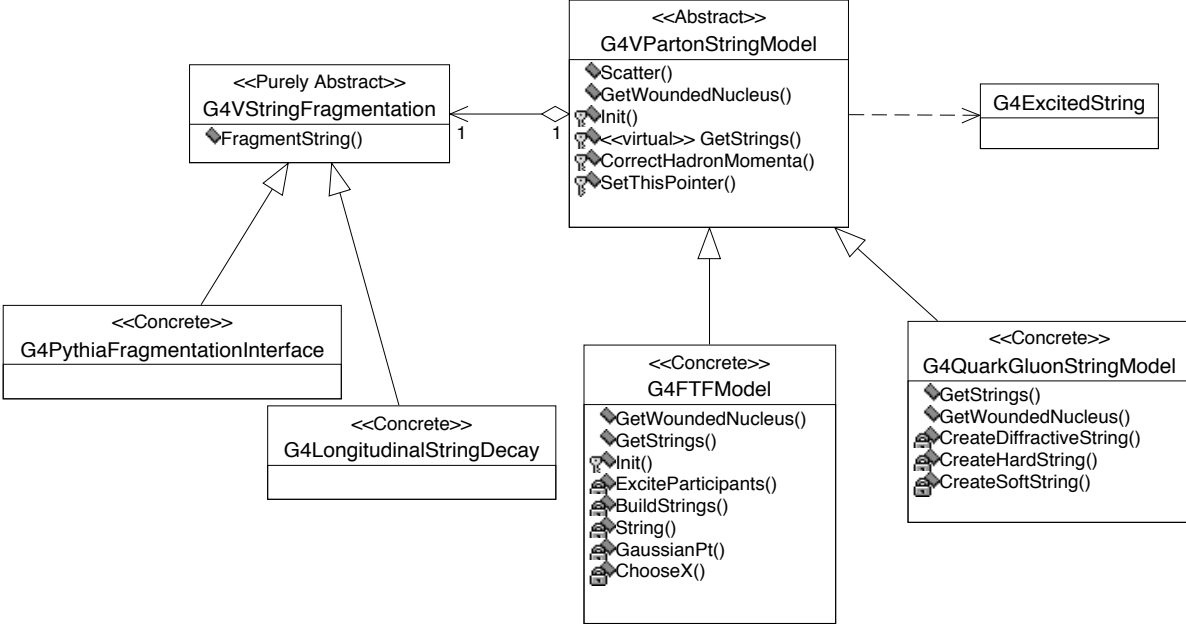 <<Abstract>>
G4VPartonStringModel
Scatter()
GetWoundedNucleus()
Init()
<<virtual>> GetStrings()
CorrectHadronMomenta()
SetThisPointer()
<<Purely Abstract>>
G4VStringFragmentation
FragmentString()
1
1
G4ExcitedString
<<Concrete>>
G4PythiaFragmentationInterface
<<Concrete>>
G4LongitudinalStringDecay
<<Concrete>>
G4FTFModel
GetWoundedNucleus()
GetStrings()
Init()
ExciteParticipants()
BuildStrings()
String()
GaussianPt()
ChooseX()
<<Concrete>>
G4QuarkGluonStringModel
GetStrings()
GetWoundedNucleus()
CreateDiffractiveString()
CreateHardString()
CreateSoftString()